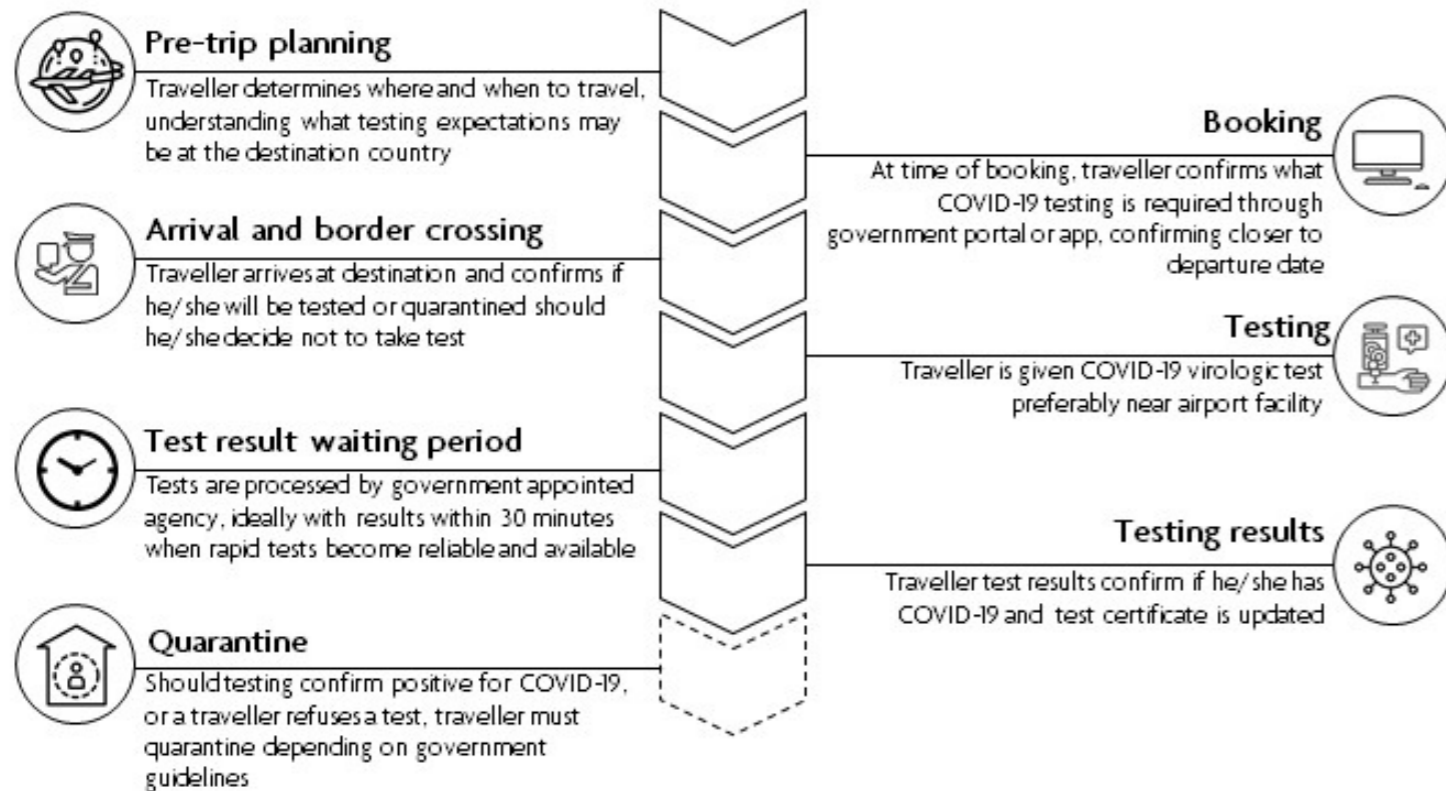 Pre-trip planning
Traveller determines where and when to travel,
understanding what testing expectations may
be at the destination country
Booking
At time of booking, traveller confirms what
COVID-19 testing is required through
government portal or app, confirming closer to
departure date
Arrival and border crossing
Traveller arrives at destination and confirms if
he/she will be tested or quarantined should
he/she decide not to take test
Testing
Traveller is given COVID-19 virologic test
preferably near airport facility
Test result waiting period
Tests are processed by government appointed
agency, ideally with results within 30 minutes
when rapid tests become reliable and available
Testing results
Traveller test results confirm if he/she has
COVID-19 and test certificate is updated
Quarantine
Should testing confirm positive for COVID-19,
or a traveller refuses a test, traveller must
quarantine depending on government
guidelines